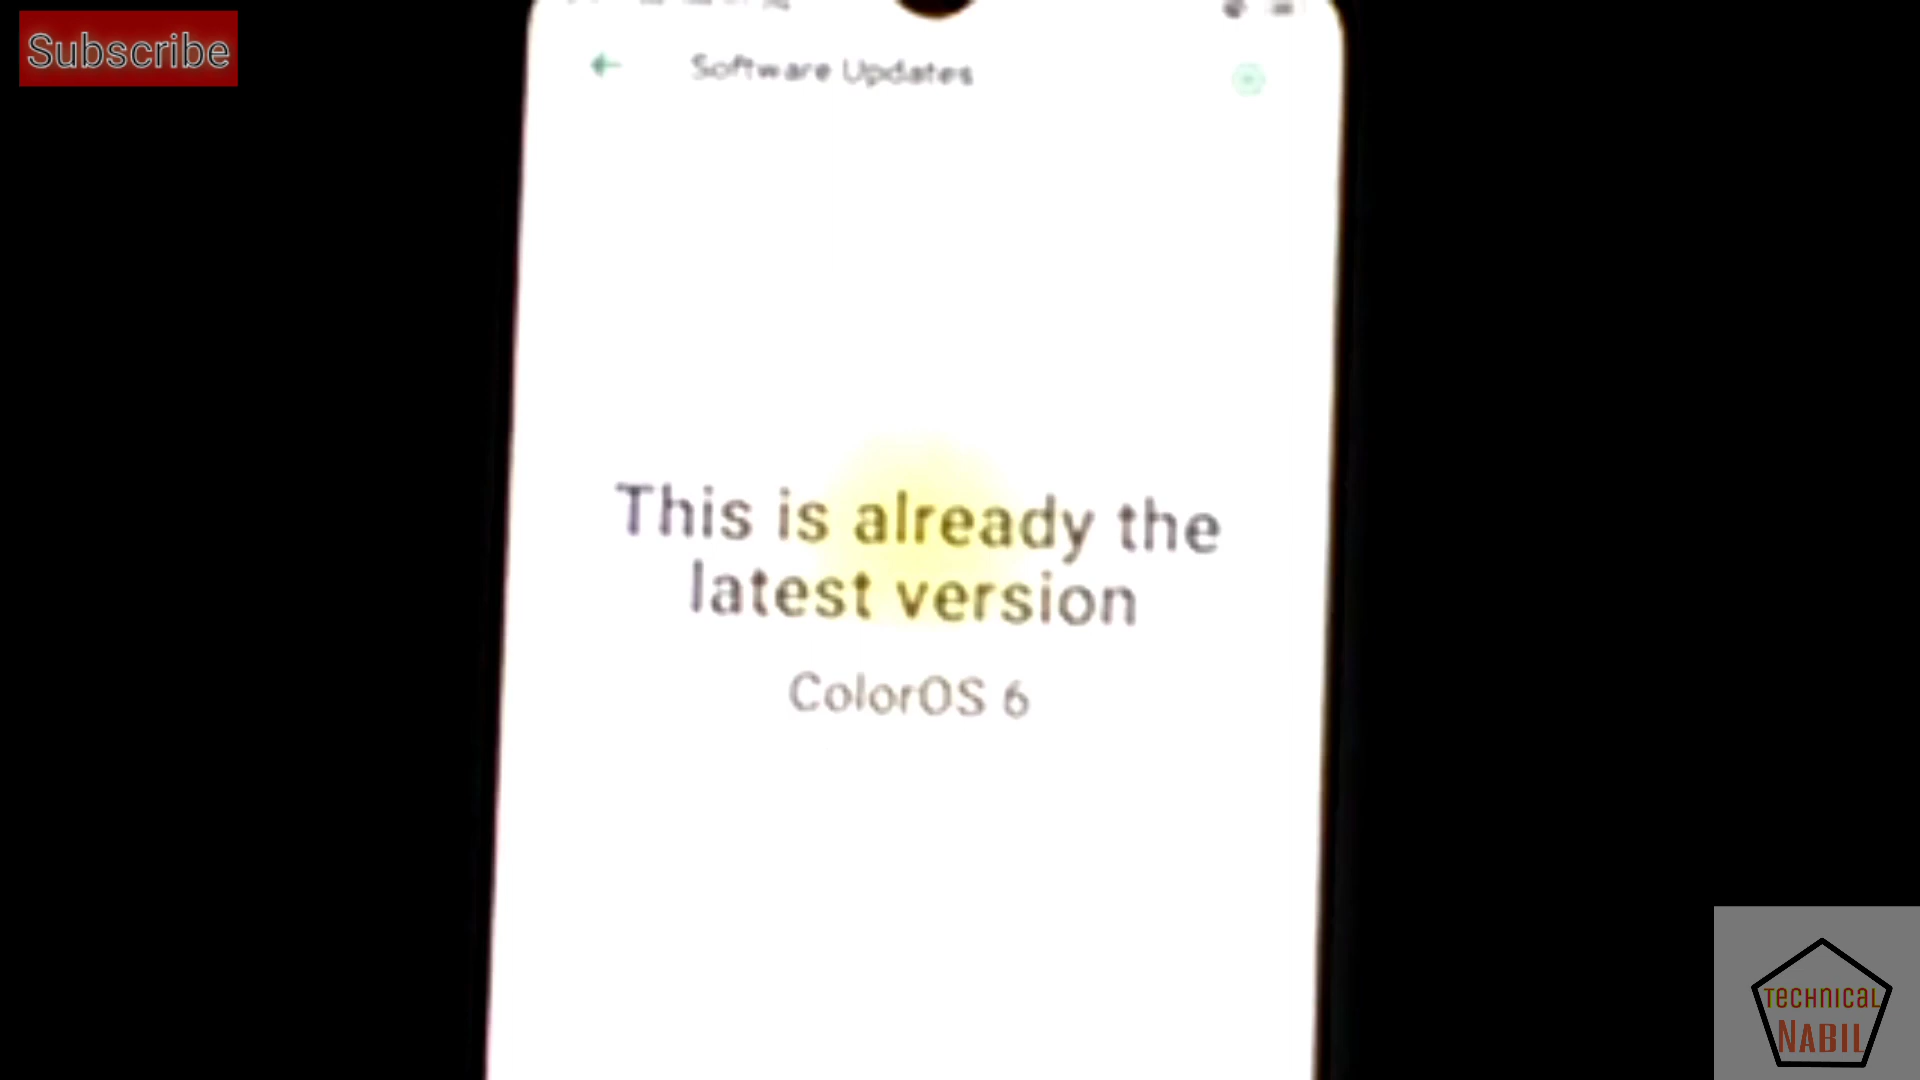 Subscribe
Software Updates
This is already the
latest version
ColorOS 6
TECHNICAL
NABIL